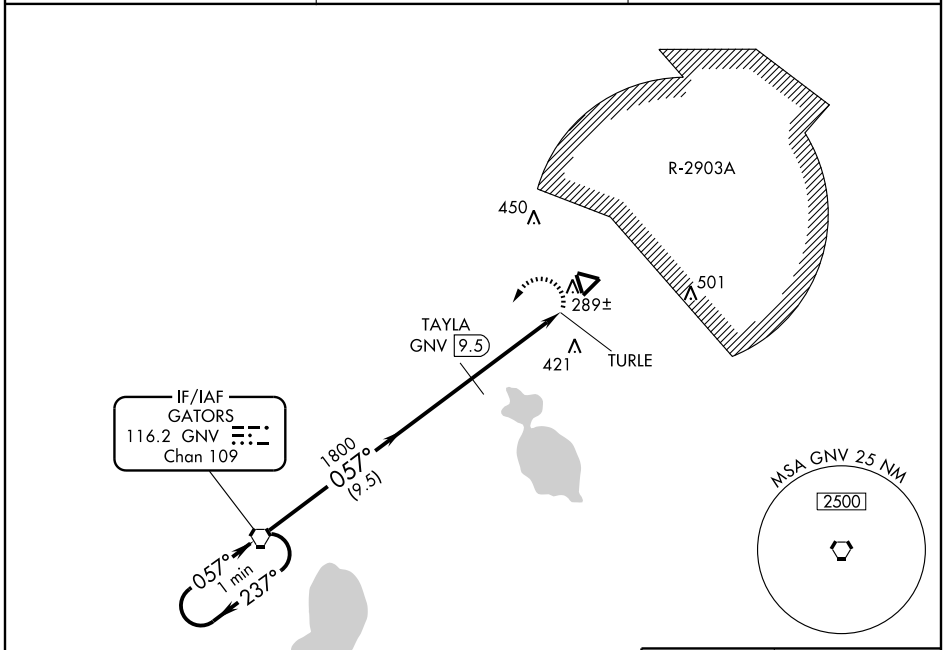 R-2903A
450
501
289±
TAYLA
GNV 9.5
421
TURLE
IF/IAF
GATORS
116.2 GNV
Chan 109
1800
057°
(9.5)
MSA GNV 25 NM
2500
057°
1 min
237°